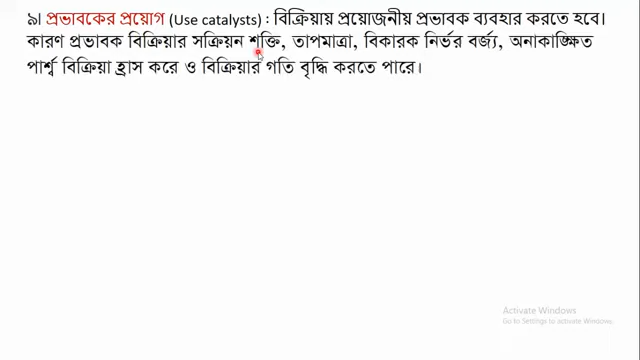 ৯। প্রভাবকের প্রয়োগ (Use catalysts) : বিক্রিয়ায় প্রয়োজনীয় প্রভাবক ব্যবহার করতে হবে।
কারণ প্রভাবক বিক্রিয়ার সক্রিয়ন শক্তি, তাপমাত্রা, বিকারক নির্ভর বর্জ্য, অনাকাঙ্ক্ষিত
পার্শ্ব বিক্রিয়া হ্রাস করে ও বিক্রিয়ার গতি বৃদ্ধি করতে পারে।
Activate Windows
Go to Settings to activate Windows.